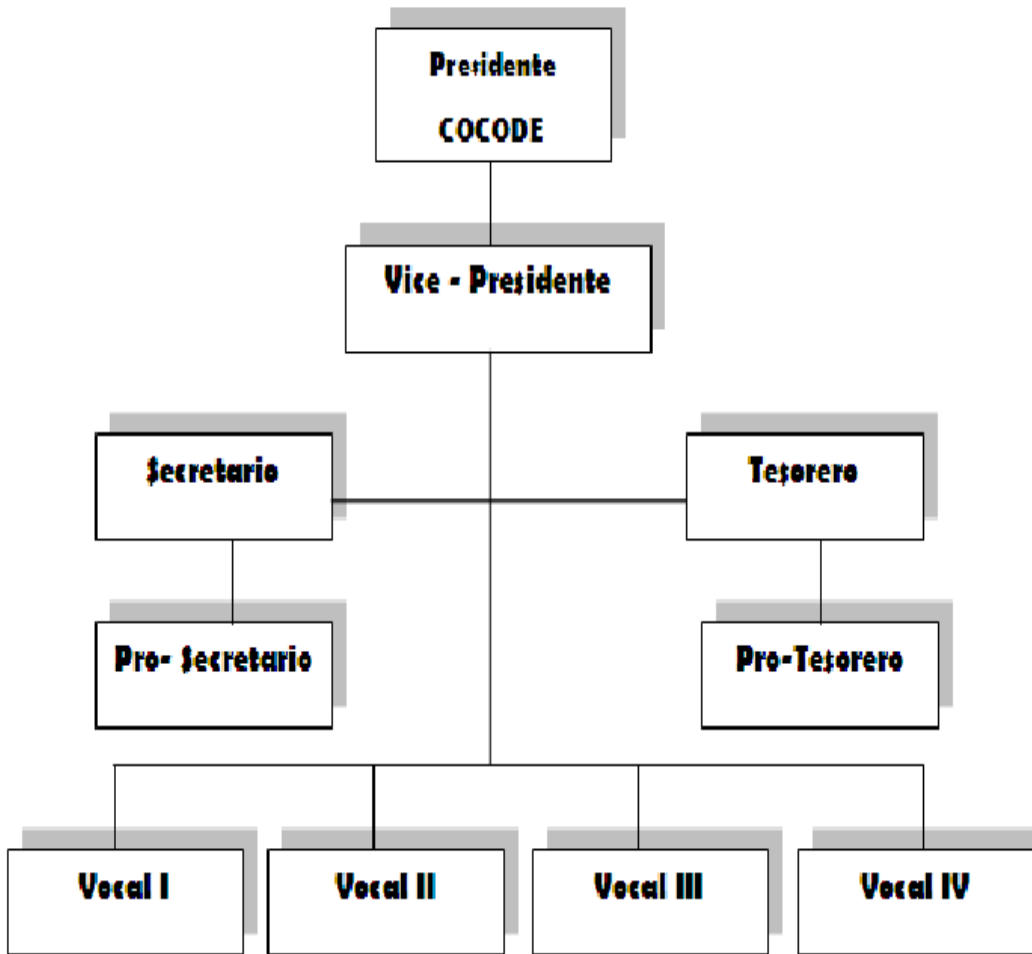 Presidente
COCODE
Vice - Presidente
Secretario
Tesorero
Pro- Secretario
Pro-Tesorero
Vocal I
Vocal II
Vocal III
Vocal IV